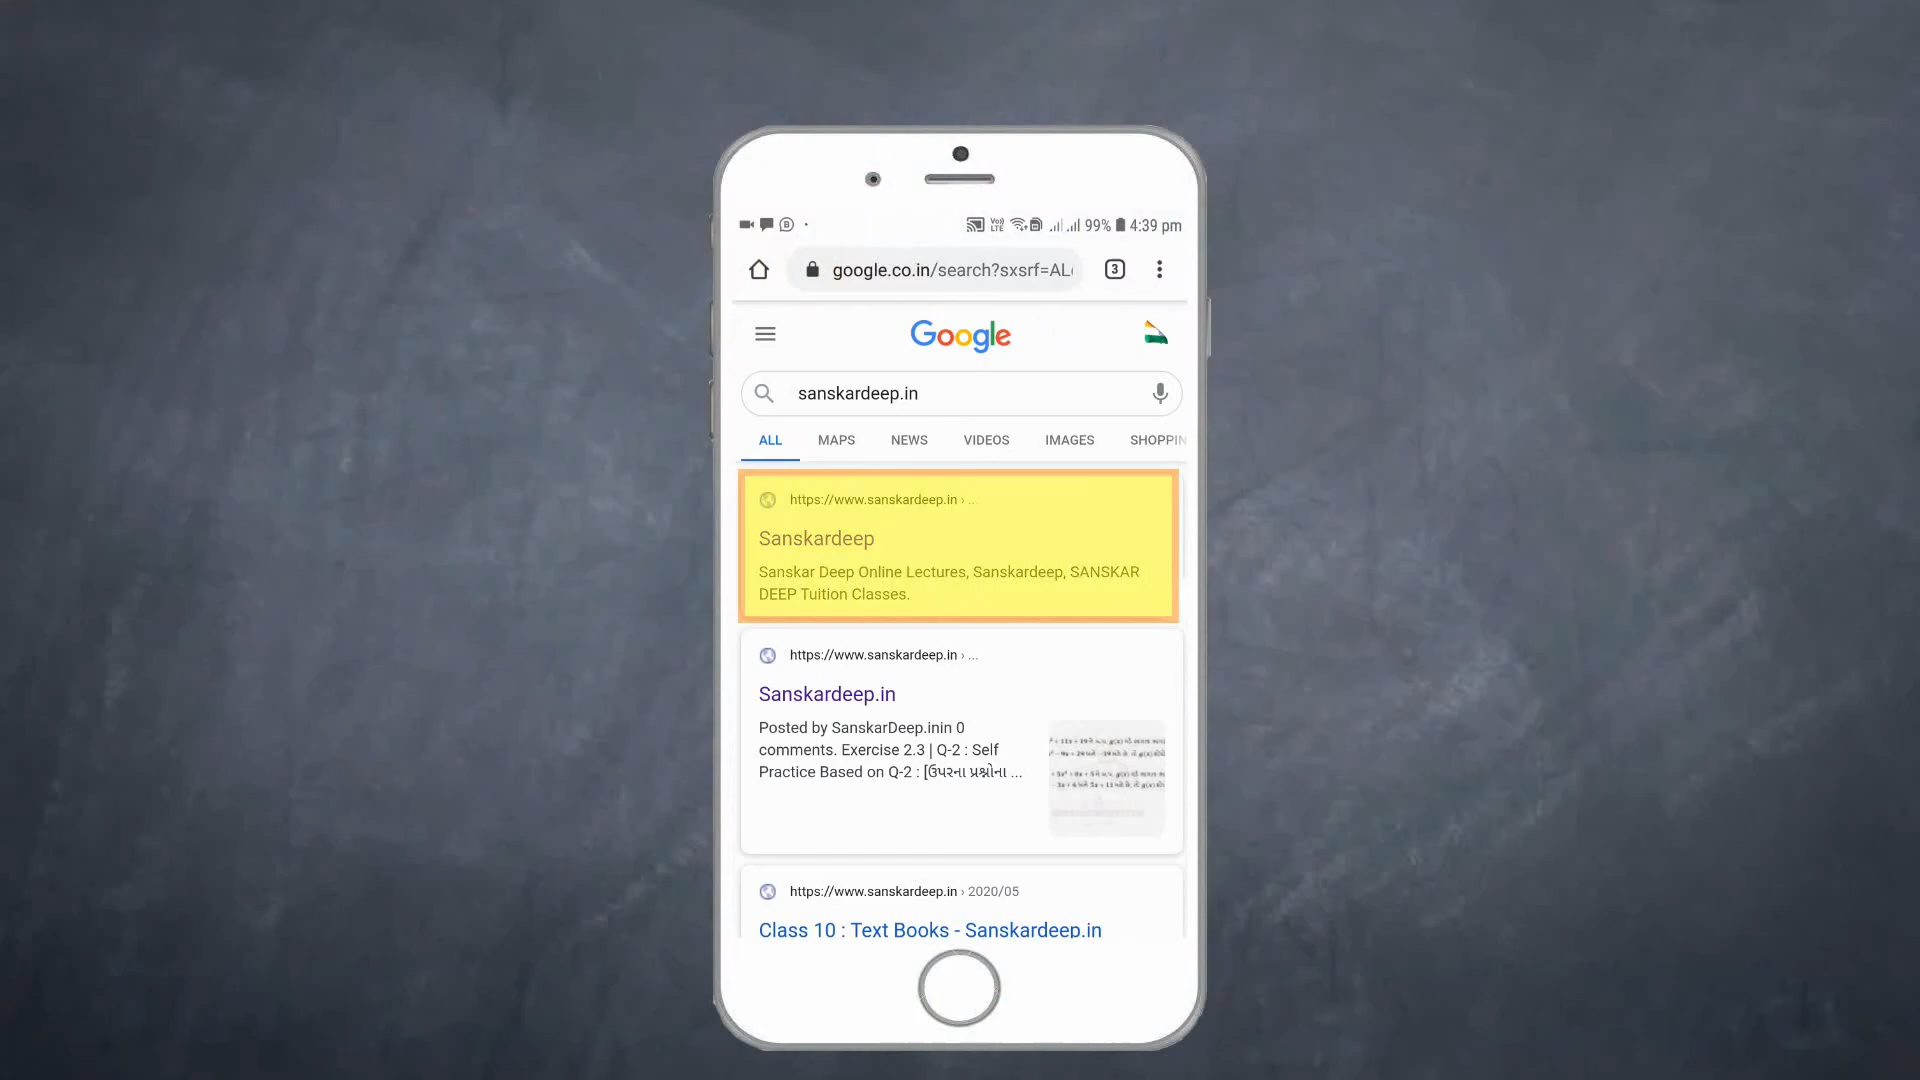 Vo)) LTE 99% 4:39 pm
google.co.in/search?sxsrf=AL
3
Google
sanskardeep.in
ALL MAPS NEWS VIDEOS IMAGES SHOPPIN
https://www.sanskardeep.in › ...
Sanskardeep
Sanskar Deep Online Lectures, Sanskardeep, SANSKAR
DEEP Tuition Classes.
https://www.sanskardeep.in › ...
Sanskardeep.in
Posted by SanskarDeep.inin 0
comments. Exercise 2.3 | Q-2 : Self
Practice Based on Q-2 : [ઉપરના પ્રશ્નોના ...
https://www.sanskardeep.in › 2020/05
Class 10 : Text Books - Sanskardeep.in